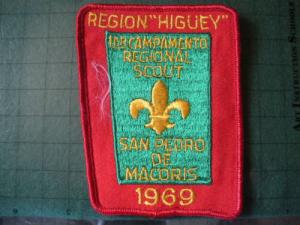 REGION "HIGUEY"
1ER CAMPAMENTO
REGIONAL
SCOUT
SAN PEDRO
DE
MACORIS
1969